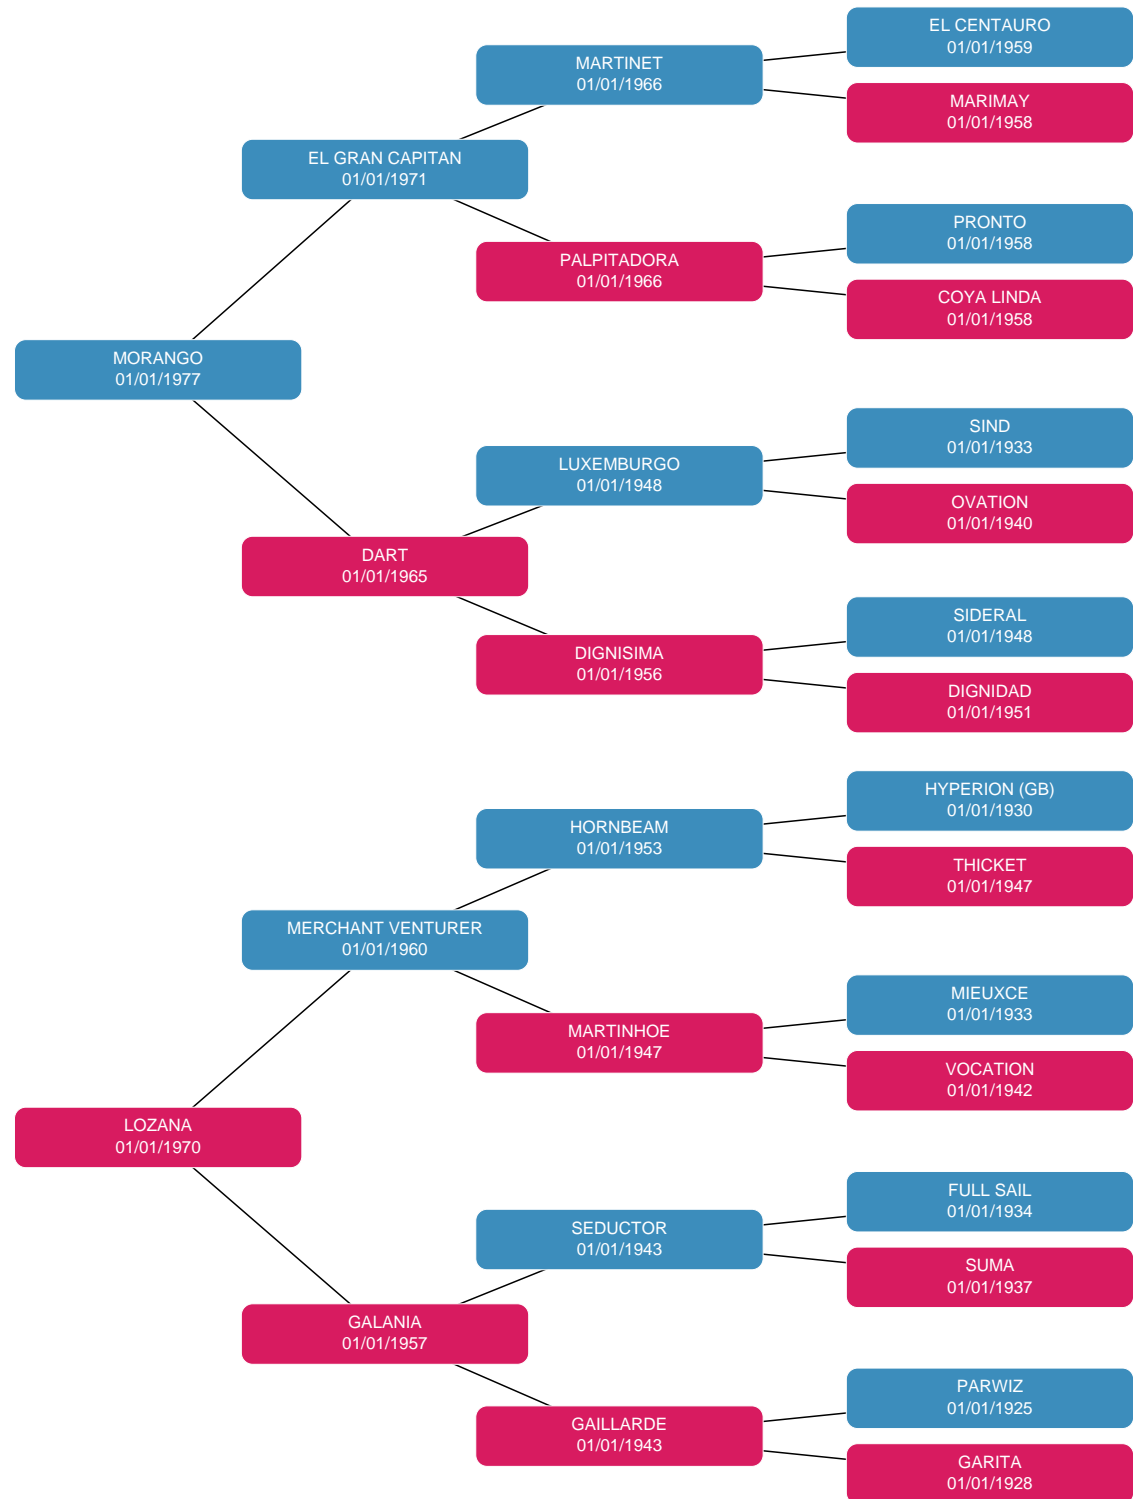 EL CENTAURO
01/01/1959
MARTINET
01/01/1966
MARIMAY
01/01/1958
EL GRAN CAPITAN
01/01/1971
PRONTO
01/01/1958
PALPITADORA
01/01/1966
COYA LINDA
01/01/1958
MORANGO
01/01/1977
SIND
01/01/1933
LUXEMBURGO
01/01/1948
OVATION
01/01/1940
DART
01/01/1965
SIDERAL
01/01/1948
DIGNISIMA
01/01/1956
DIGNIDAD
01/01/1951
HYPERION (GB)
01/01/1930
HORNBEAM
01/01/1953
THICKET
01/01/1947
MERCHANT VENTURER
01/01/1960
MIEUXCE
01/01/1933
MARTINHOE
01/01/1947
VOCATION
01/01/1942
LOZANA
01/01/1970
FULL SAIL
01/01/1934
SEDUCTOR
01/01/1943
SUMA
01/01/1937
GALANIA
01/01/1957
PARWIZ
01/01/1925
GAILLARDE
01/01/1943
GARITA
01/01/1928